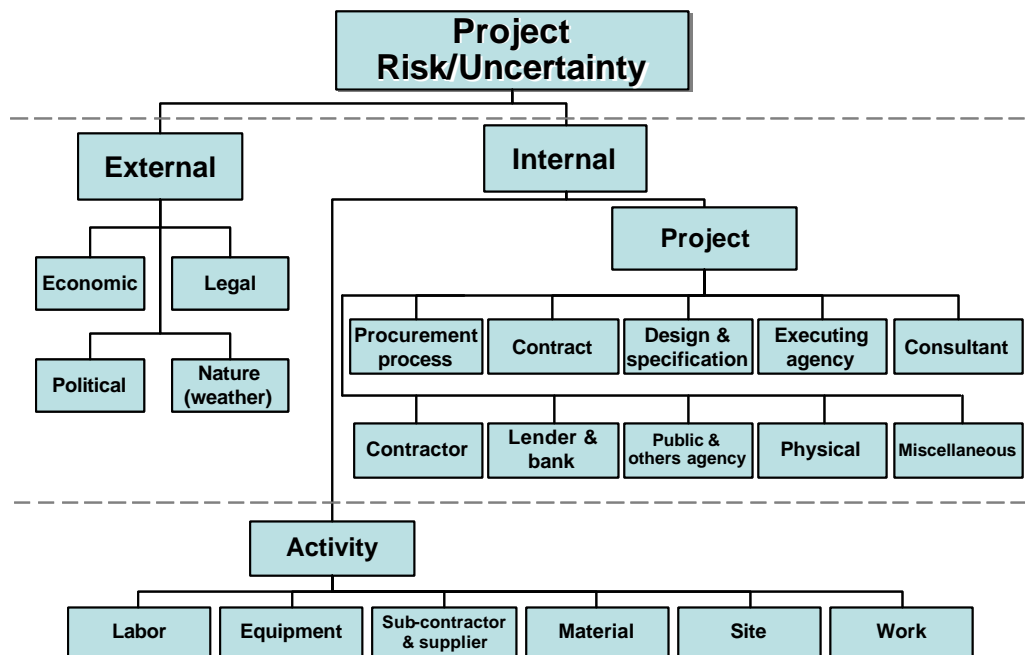 Project
Risk/Uncertainty
External
Internal
Project
Economic
Legal
Political
Nature
(weather)
Procurement
process
Contract
Design &
specification
Executing
agency
Consultant
Contractor
Lender &
bank
Public &
others agency
Physical
Miscellaneous
Activity
Labor
Equipment
Sub-contractor
& supplier
Material
Site
Work